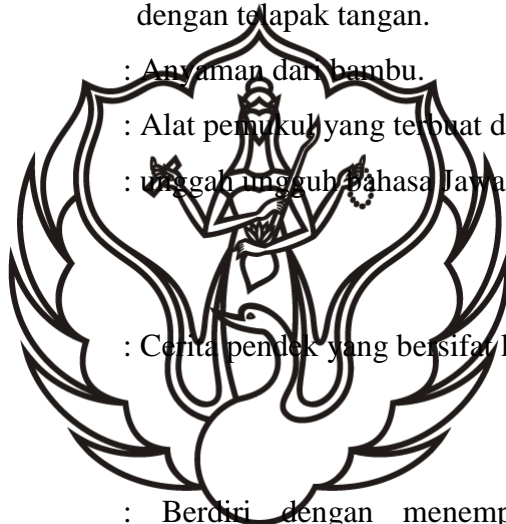 dengan telapak tangan.
: Anyaman dari bambu.
: Alat pemukul yang terbuat d
: unggah ungguh bahasa Jawa
: Cerita pendek yang bersifat
: Berdiri dengan menemp